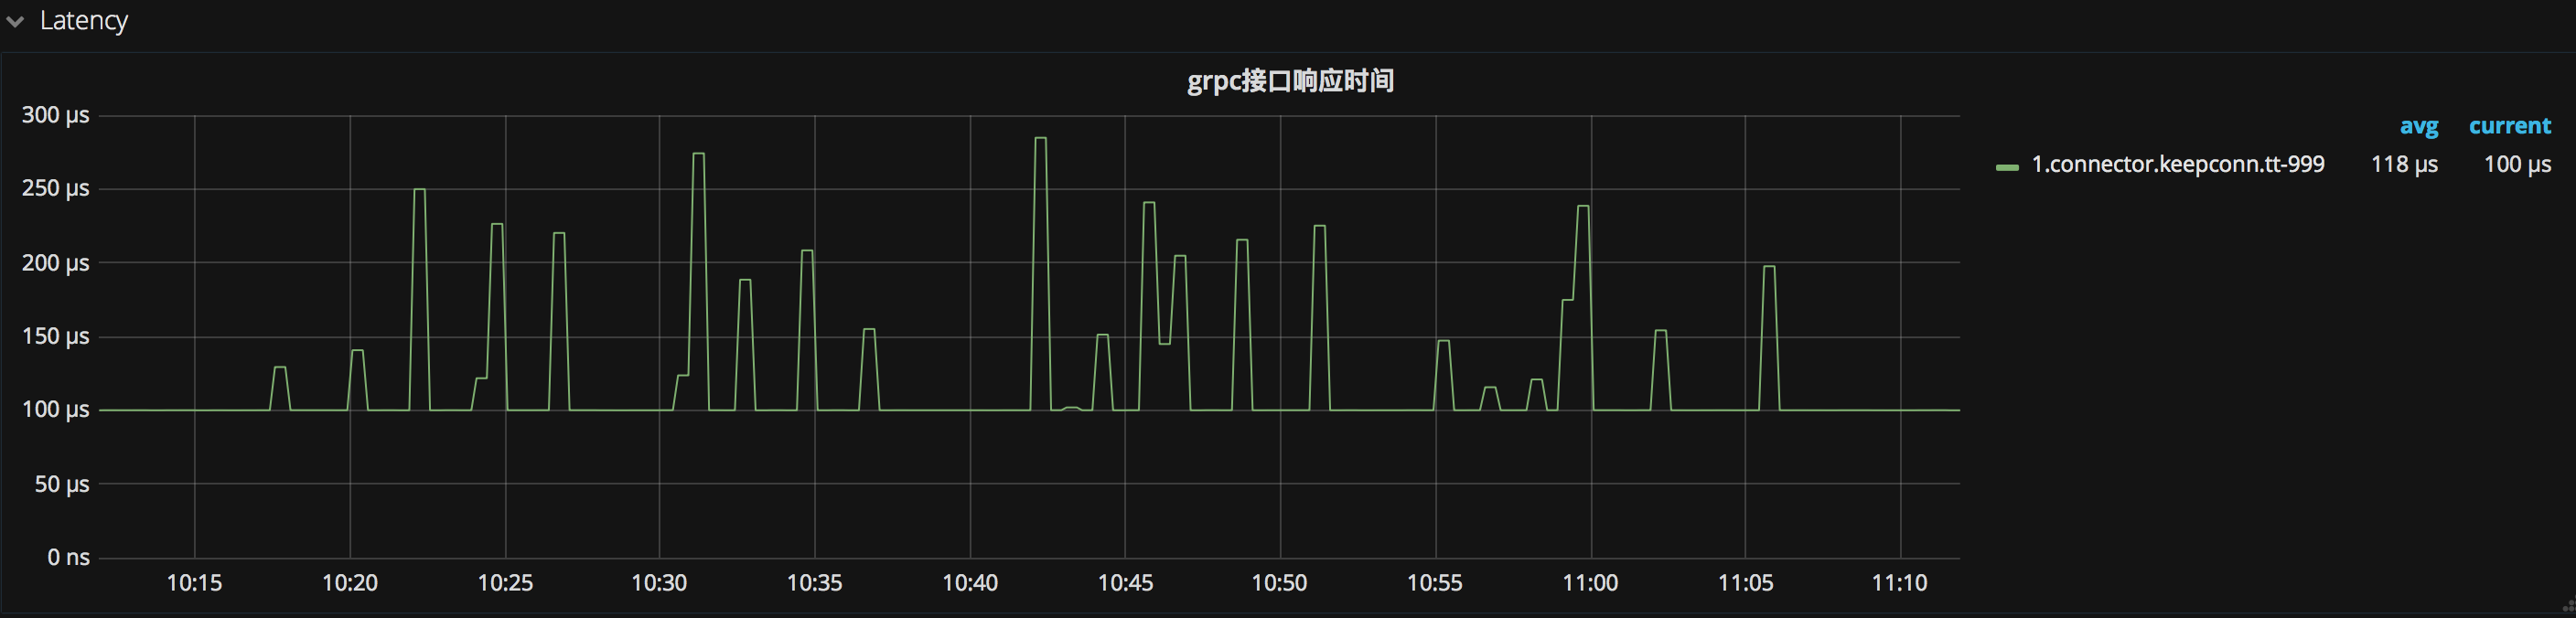 Latency
grpc接口响应时间
300 µs
250 µs
200 µs
150 µs
100 µs
50 µs
0 ns
10:15 10:20 10:25 10:30 10:35 10:40 10:45 10:50 10:55 11:00 11:05 11:10
avg current
1.connector.keepconn.tt-999 118 µs 100 µs